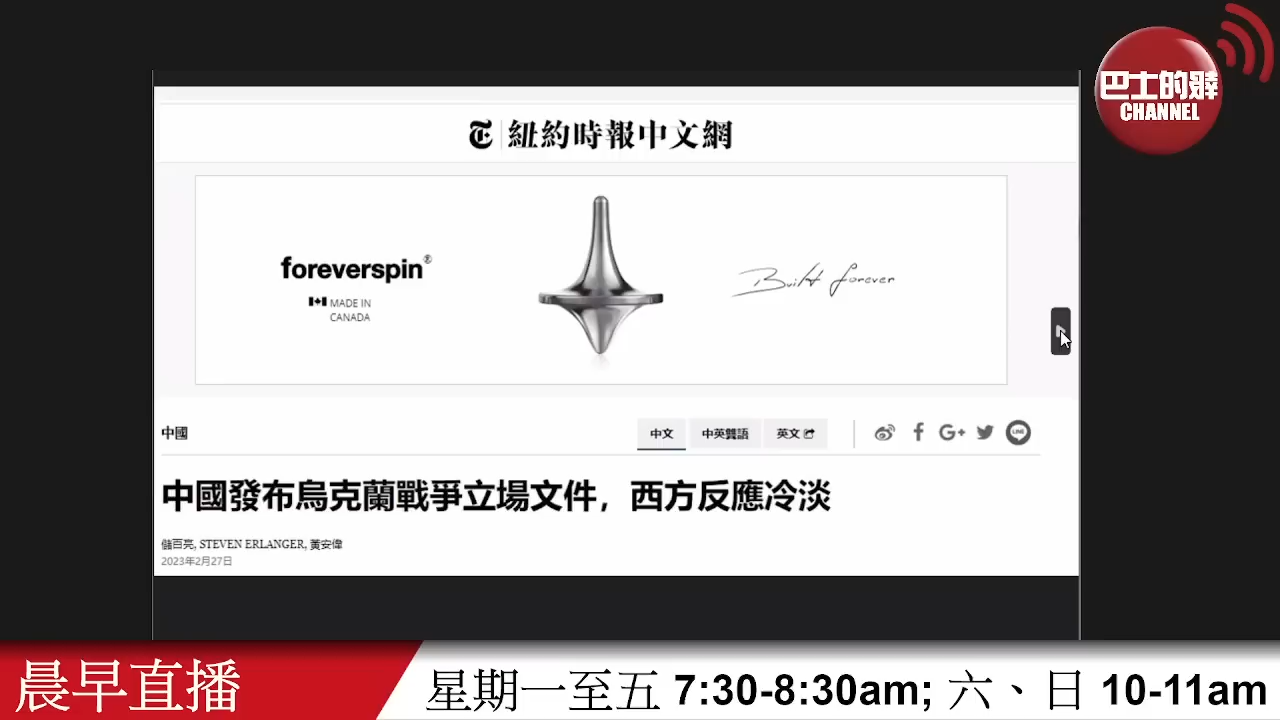 巴士的報
CHANNEL
紐約時報中文網
foreverspin®
MADE IN
CANADA
Built forever
中國
中文 中英雙語 英文
LINE
中國發布烏克蘭戰爭立場文件，西方反應冷淡
儲百亮, STEVEN ERLANGER, 黃安偉
2023年2月27日
晨早直播
星期一至五 7:30-8:30am; 六、日 10-11am